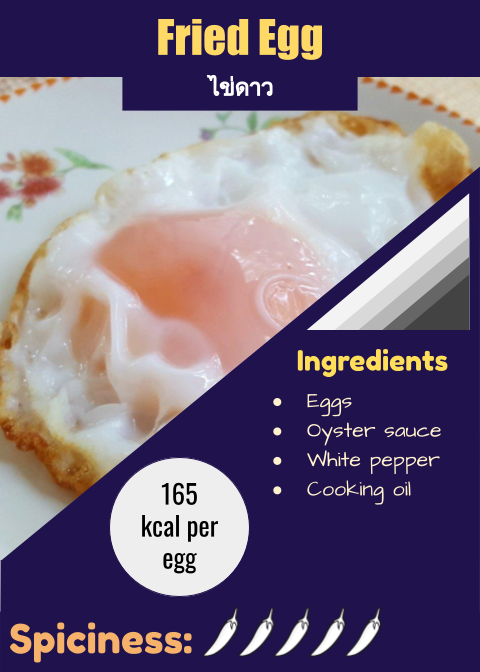 Fried Egg
ไข่ดาว
Ingredients
Eggs
Oyster sauce
White pepper
Cooking oil
165
kcal per
egg
Spiciness: